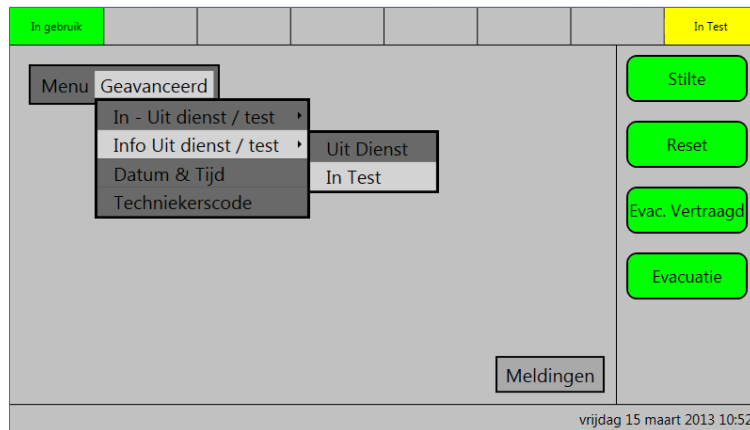 In gebruik
In Test
Menu Geavanceerd
Stilte
In - Uit dienst / test
Info Uit dienst / test
Uit Dienst
Reset
Datum & Tijd
In Test
Techniekerscode
Evac. Vertraagd
Evacuatie
Meldingen
vrijdag 15 maart 2013 10:52